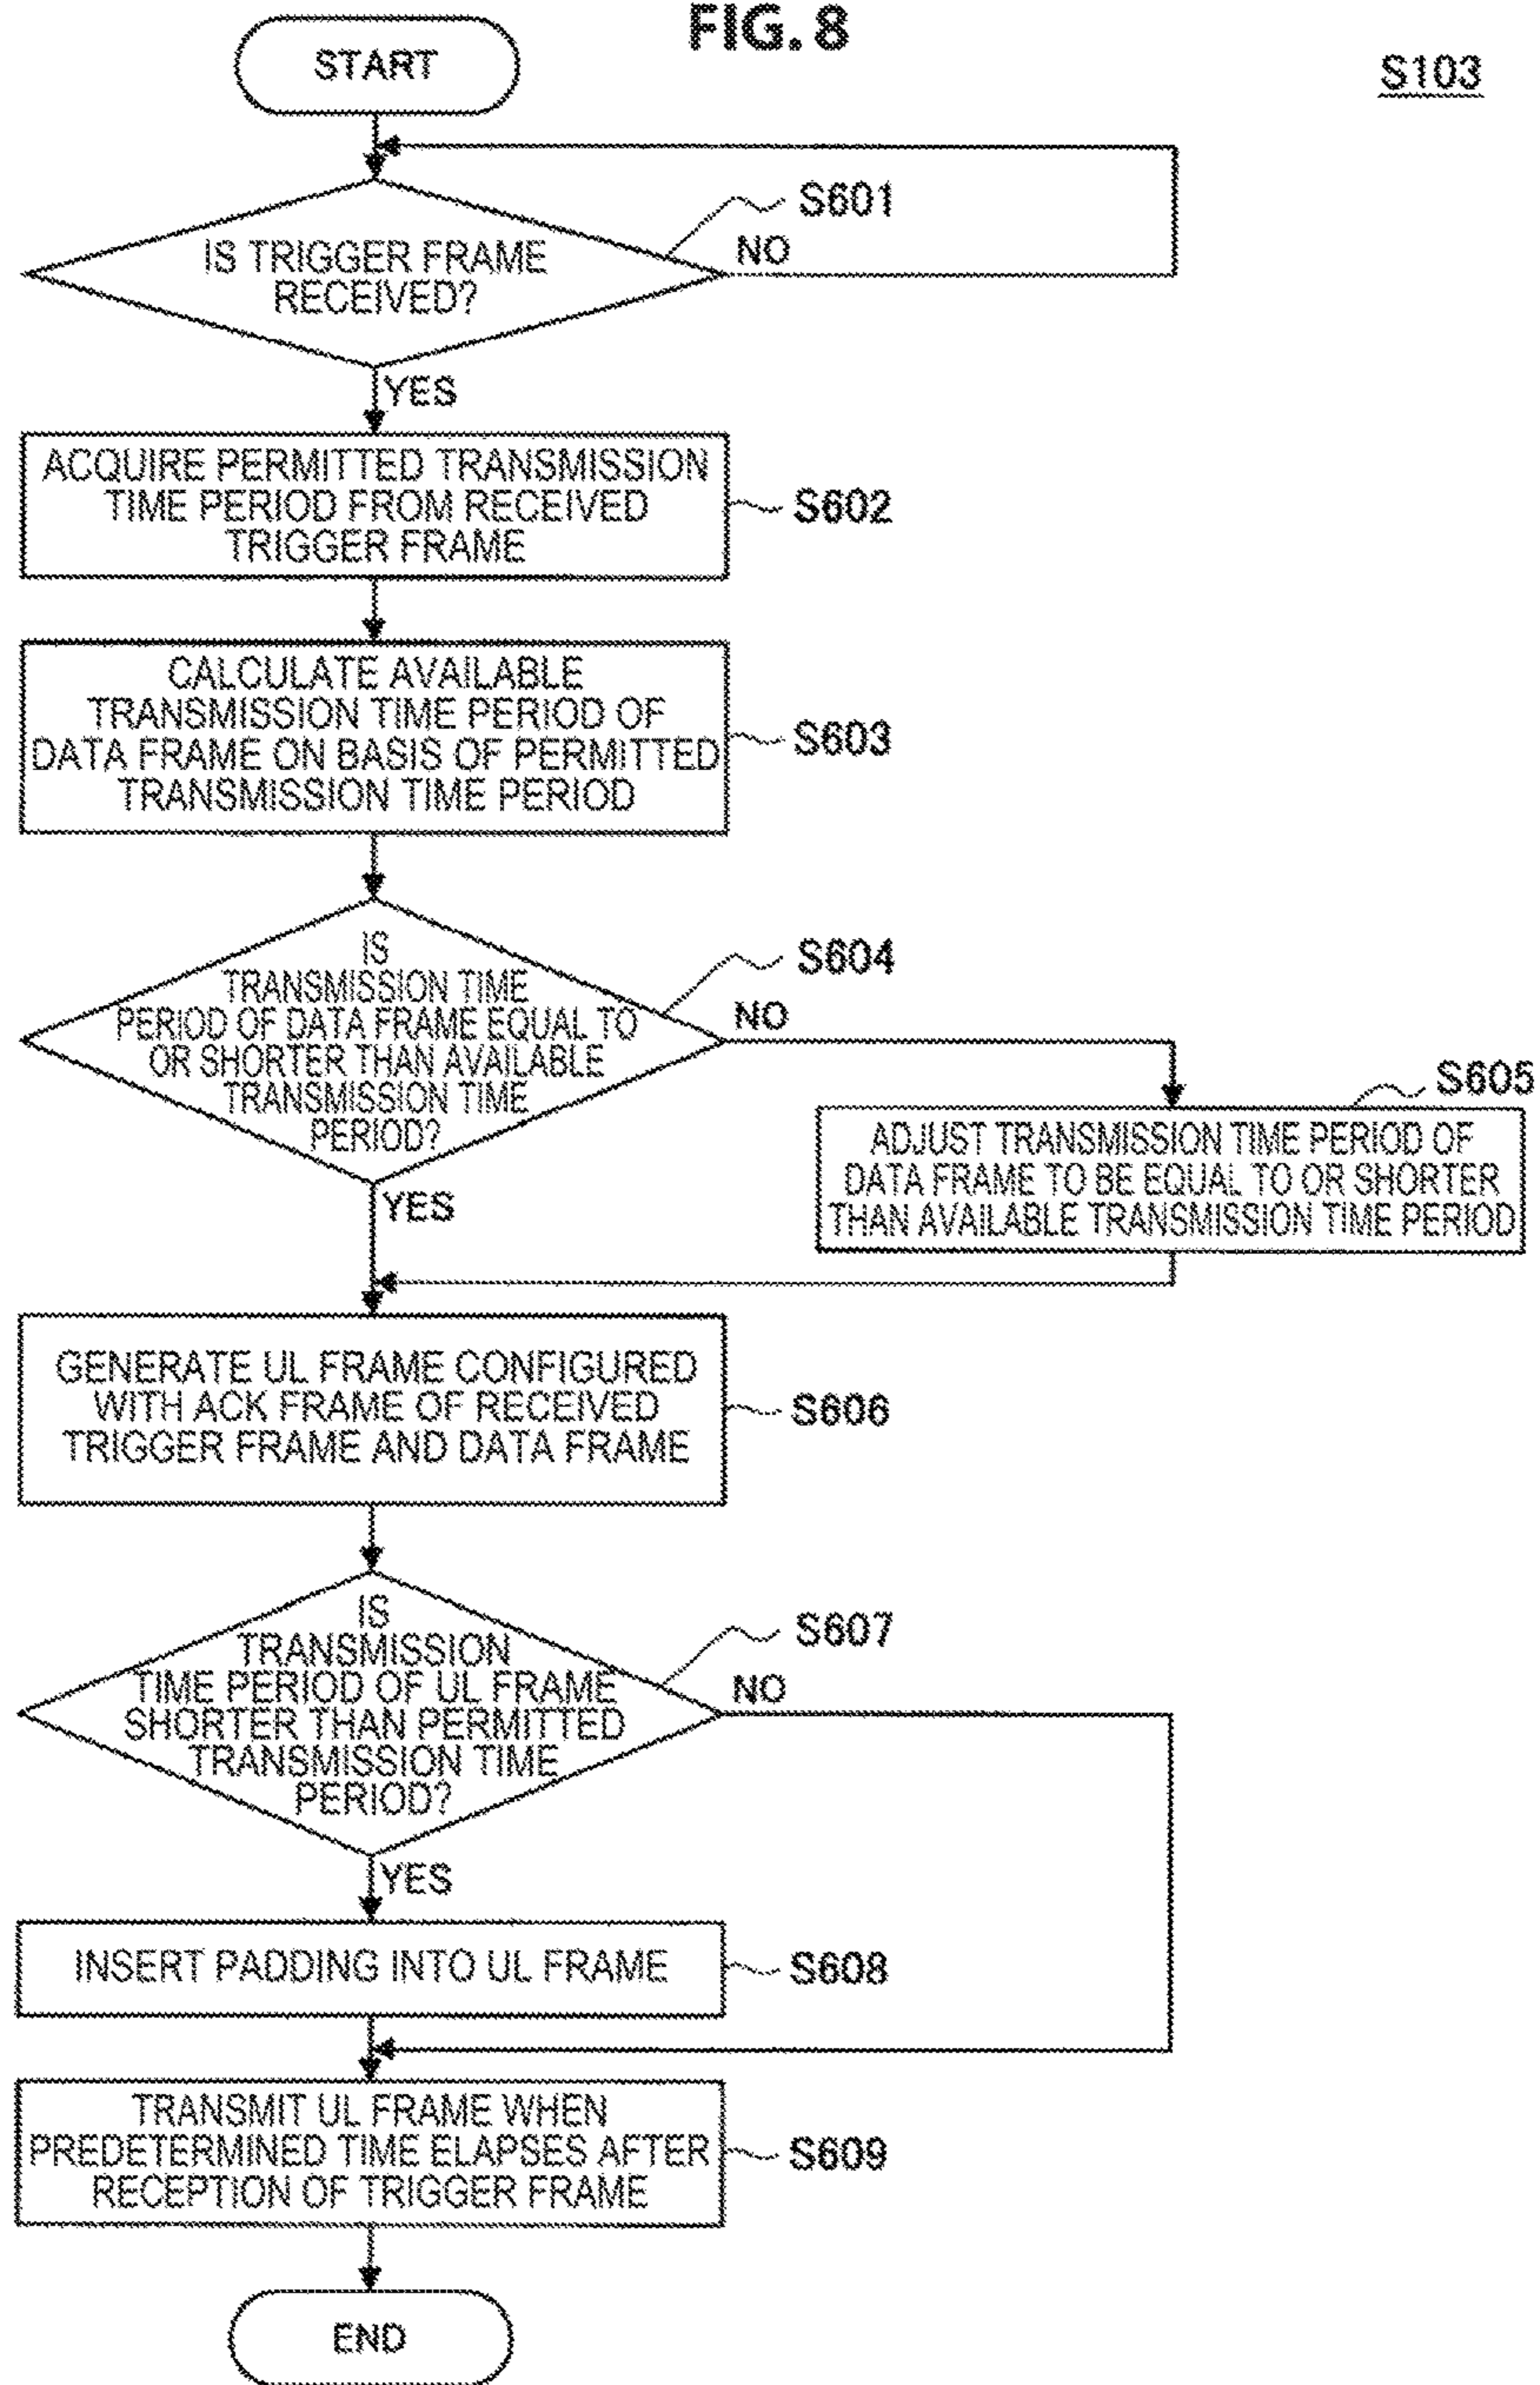 FIG. 8
S103
START
S601
IS TRIGGER FRAME
RECEIVED?
NO
YES
ACQUIRE PERMITTED TRANSMISSION
TIME PERIOD FROM RECEIVED
TRIGGER FRAME
S602
CALCULATE AVAILABLE
TRANSMISSION TIME PERIOD OF
DATA FRAME ON BASIS OF PERMITTED
TRANSMISSION TIME PERIOD
S603
IS
TRANSMISSION TIME
PERIOD OF DATA FRAME EQUAL TO
OR SHORTER THAN AVAILABLE
TRANSMISSION TIME
PERIOD?
S604
NO
YES
S605
ADJUST TRANSMISSION TIME PERIOD OF
DATA FRAME TO BE EQUAL TO OR SHORTER
THAN AVAILABLE TRANSMISSION TIME PERIOD
GENERATE UL FRAME CONFIGURED
WITH ACK FRAME OF RECEIVED
TRIGGER FRAME AND DATA FRAME
S606
IS
TRANSMISSION
TIME PERIOD OF UL FRAME
SHORTER THAN PERMITTED
TRANSMISSION TIME
PERIOD?
S607
NO
YES
INSERT PADDING INTO UL FRAME
S608
TRANSMIT UL FRAME WHEN
PREDETERMINED TIME ELAPSES AFTER
RECEPTION OF TRIGGER FRAME
S609
END